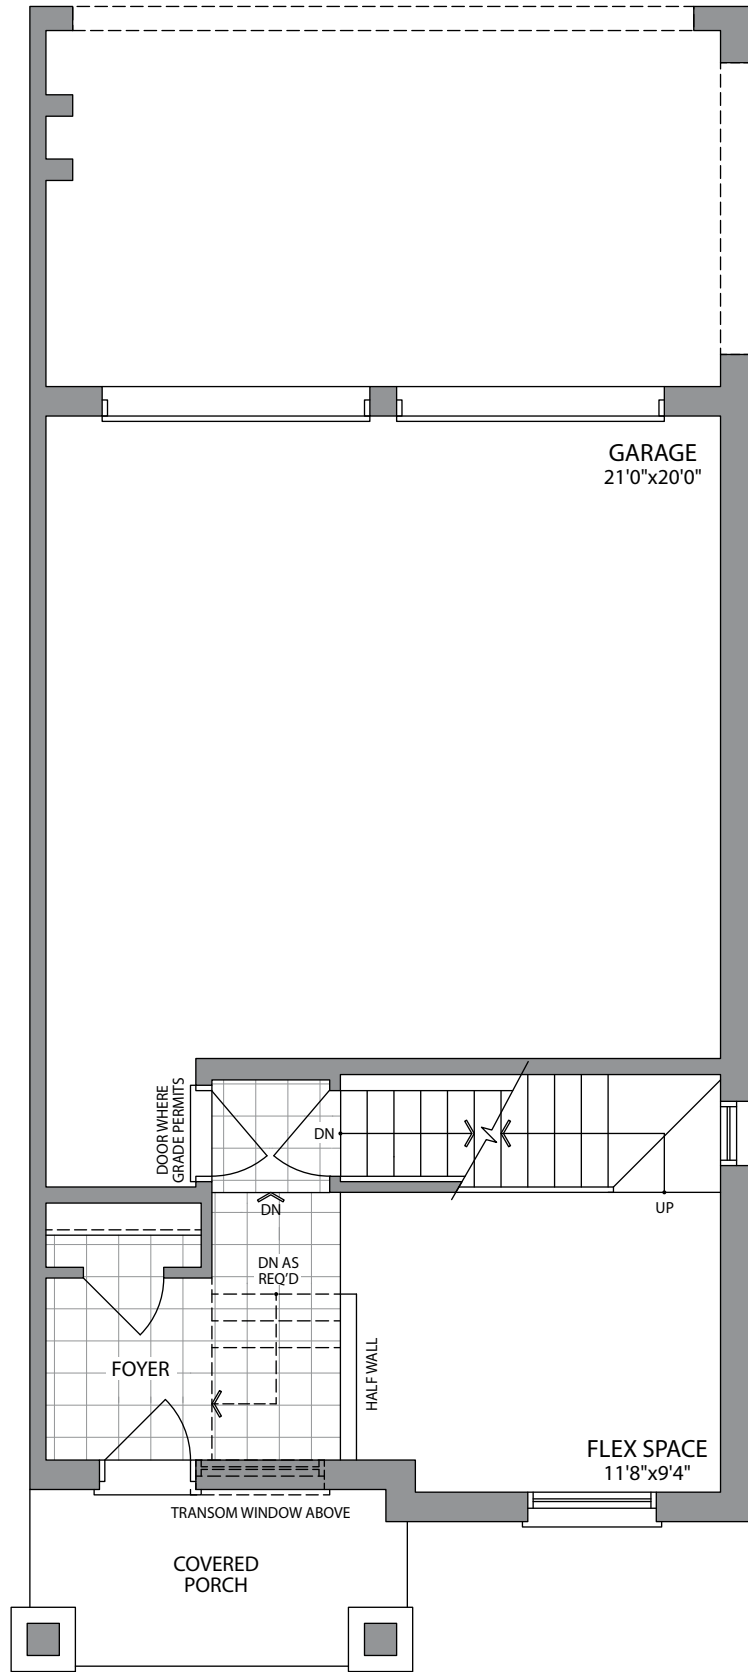 GARAGE
21'0"x20'0"
DOOR WHERE
GRADE PERMITS
DN
DN
UP
DN AS
REQ'D
HALF WALL
FOYER
FLEX SPACE
11'8"x9'4"
TRANSOM WINDOW ABOVE
COVERED
PORCH